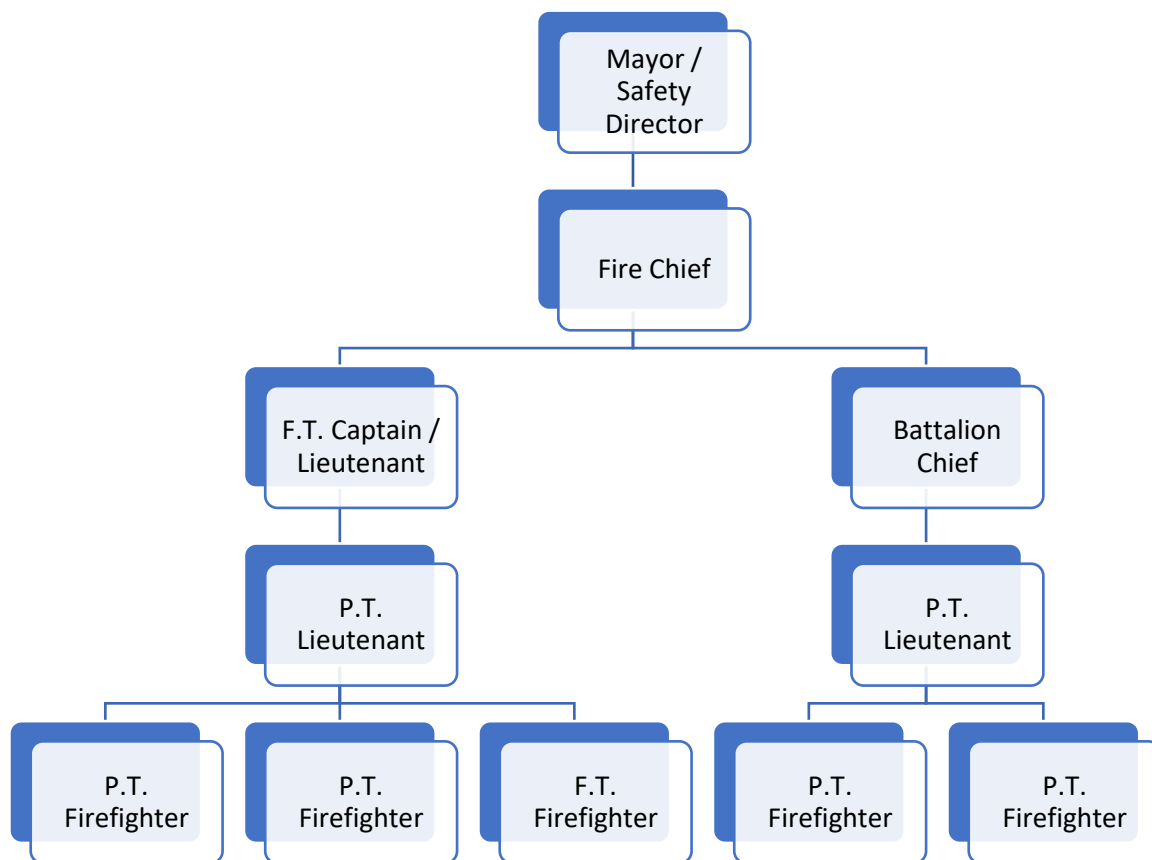 Mayor /
Safety
Director
Fire Chief
F.T. Captain /
Lieutenant
Battalion
Chief
P.T.
Lieutenant
P.T.
Lieutenant
P.T.
Firefighter
P.T.
Firefighter
F.T.
Firefighter
P.T.
Firefighter
P.T.
Firefighter